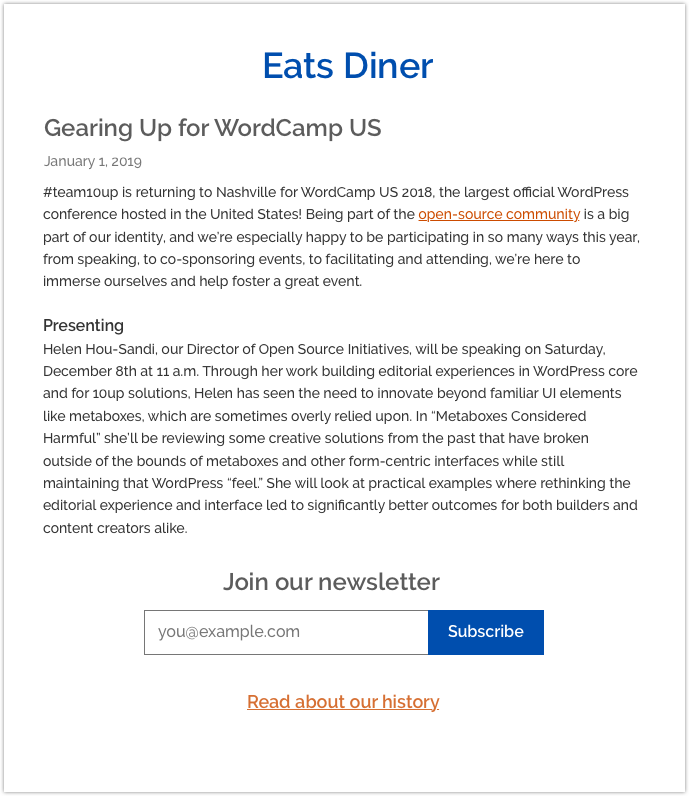 Eats Diner
Gearing Up for WordCamp US
January 1, 2019
#team10up is returning to Nashville for WordCamp US 2018, the largest official WordPress
conference hosted in the United States! Being part of the open-source community is a big
part of our identity, and we’re especially happy to be participating in so many ways this year,
from speaking, to co-sponsoring events, to facilitating and attending, we’re here to
immerse ourselves and help foster a great event.
Presenting
Helen Hou-Sandi, our Director of Open Source Initiatives, will be speaking on Saturday,
December 8th at 11 a.m. Through her work building editorial experiences in WordPress core
and for 10up solutions, Helen has seen the need to innovate beyond familiar UI elements
like metaboxes, which are sometimes overly relied upon. In “Metaboxes Considered
Harmful” she’ll be reviewing some creative solutions from the past that have broken
outside of the bounds of metaboxes and other form-centric interfaces while still
maintaining that WordPress “feel.” She will look at practical examples where rethinking the
editorial experience and interface led to significantly better outcomes for both builders and
content creators alike.
Join our newsletter
you@example.com Subscribe
Read about our history